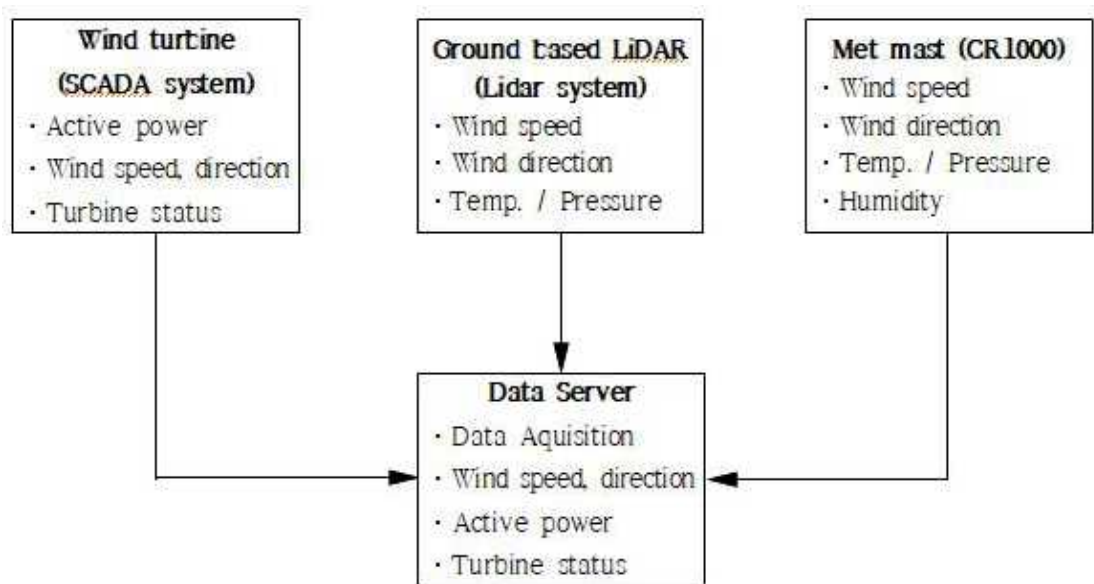 Wind turbine
(SCADA system)
· Active power
· Wind speed, direction
· Turbine status
Ground based LiDAR
(Lidar system)
· Wind speed
· Wind direction
· Temp. / Pressure
Met mast (CR1000)
· Wind speed
· Wind direction
· Temp. / Pressure
· Humidity
Data Server
· Data Aquisition
· Wind speed, direction
· Active power
· Turbine status